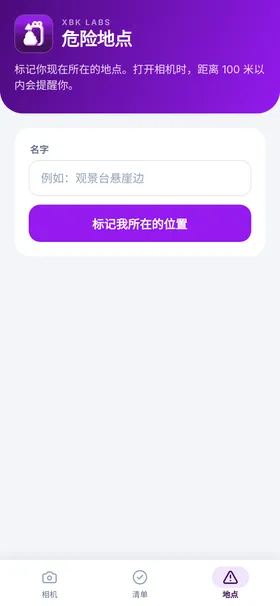 XBK LABS
危险地点
标记你现在所在的地点。打开相机时，距离 100 米以
内会提醒你。
名字
例如：观景台悬崖边
标记我所在的位置
相机
清单
地点